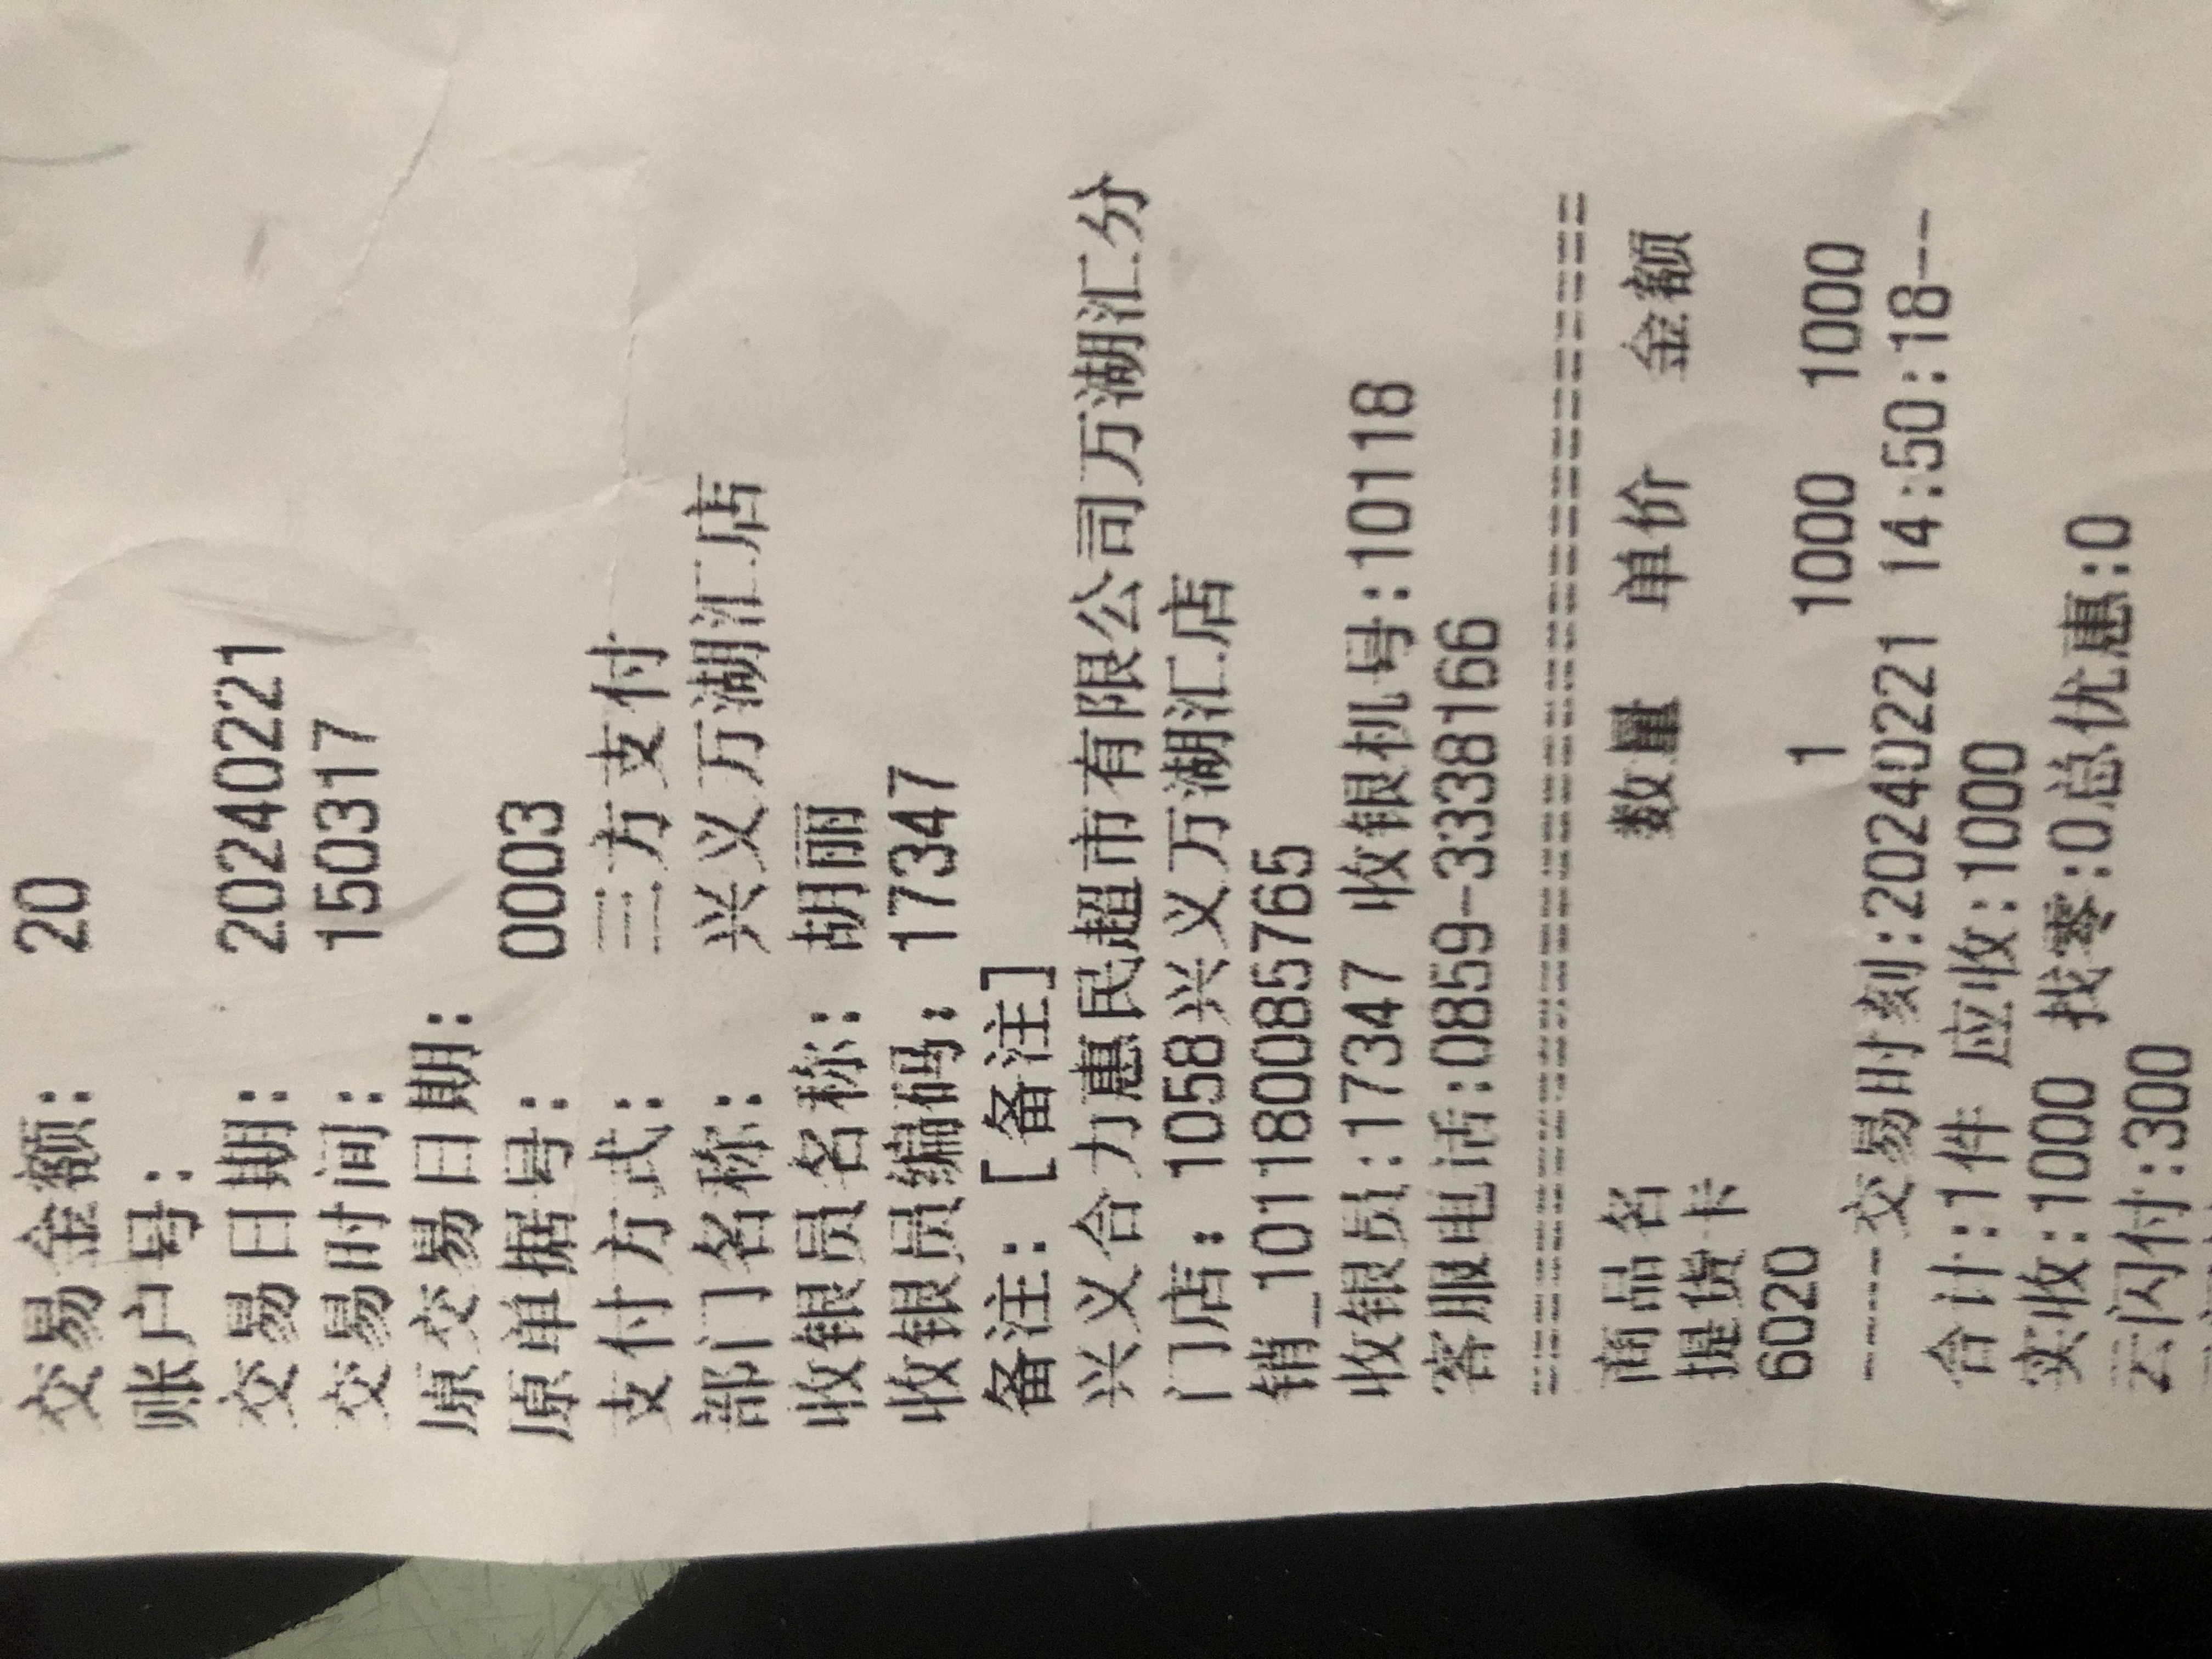 交易金额: 20
账户号:
交易日期: 20240221
交易时间: 150317
原交易日期:
原单据号: 0003
支付方式: 三方支付
部门名称: 兴义万湖汇店
收银员名称: 胡丽
收银员编码: 17347
备注: [备注]
兴义合力惠民超市有限公司万湖汇分
门店: 1058兴义万湖汇店
销_1011800857​65
收银员:17347 收银机号:10118
客服电话:0859-3338166
================================
商品名 数量 单价 金额
提货卡
6020 1 1000 1000
----交易时刻:20240221 14:50:18--
合计:1件 应收:1000
实收:1000 找零:0总优惠:0
云闪付:300